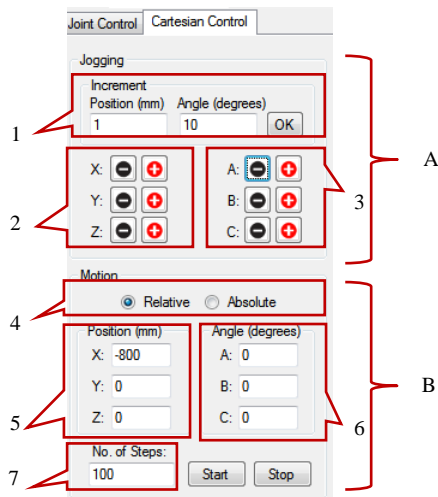 Joint Control Cartesian Control
Jogging
Increment
Position (mm) Angle (degrees)
1 10 OK
1
A
X: A:
Y: B:
Z: C:
2
3
Motion
Relative Absolute
4
Position (mm) Angle (degrees)
X: -800 A: 0
Y: 0 B: 0
Z: 0 C: 0
B
5
6
No. of Steps:
100 Start Stop
7